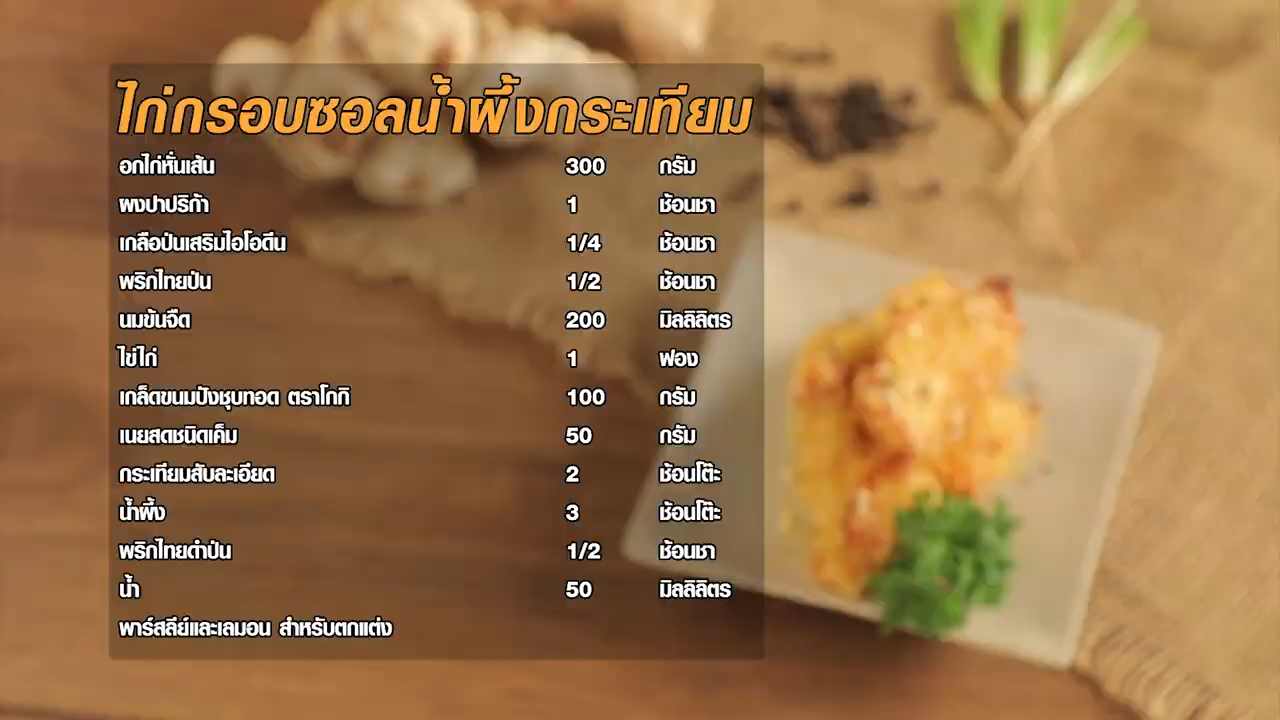 ไก่กรอบซอลน้ำผึ้งกระเทียม
อกไก่หั่นเส้น 300 กรัม
ผงปาปริก้า 1 ช้อนชา
เกลือป่นเสริมไอโอดีน 1/4 ช้อนชา
พริกไทยป่น 1/2 ช้อนชา
นมข้นจืด 200 มิลลิลิตร
ไข่ไก่ 1 ฟอง
เกล็ดขนมปังชุบทอด ตราโกกิ 100 กรัม
เนยสดชนิดเค็ม 50 กรัม
กระเทียมสับละเอียด 2 ช้อนโต๊ะ
น้ำผึ้ง 3 ช้อนโต๊ะ
พริกไทยดำป่น 1/2 ช้อนชา
น้ำ 50 มิลลิลิตร
พาร์สลีย์และเลมอน สำหรับตกแต่ง